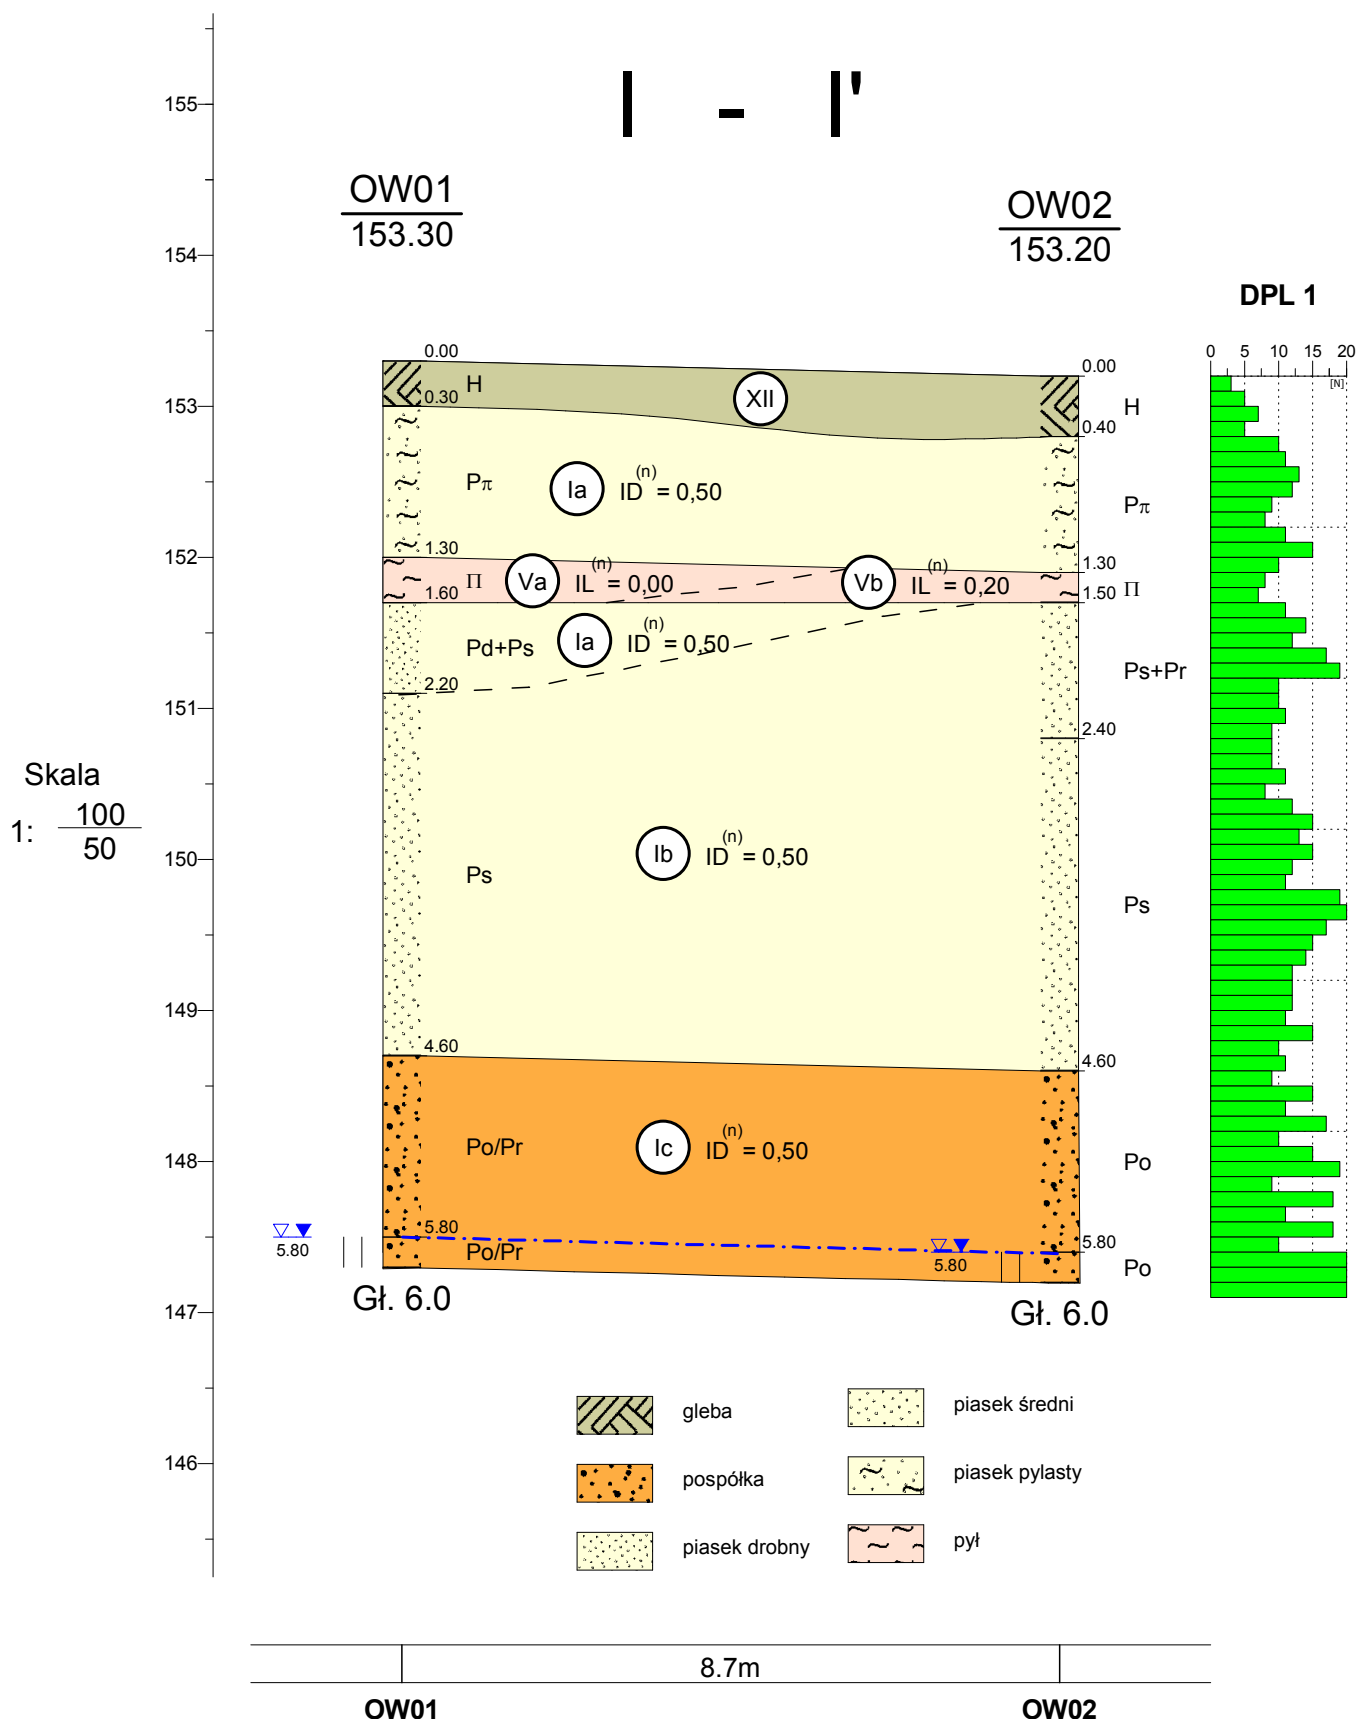 I - I'
155
154
153
152
151
150
149
148
147
146
Skala
1: 100
50
OW01
153.30
OW02
153.20
DPL 1
0 5 10 15 20
[N]
0.00
H
0.30
Pπ
1.30
Π
1.60
Pd+Ps
2.20
Ps
4.60
Po/Pr
5.80
Po/Pr
5.80
Gł. 6.0
XII
Ia ID(n) = 0,50
Va IL(n) = 0,00
Vb IL(n) = 0,20
Ia ID(n) = 0,50
Ib ID(n) = 0,50
Ic ID(n) = 0,50
0.00
H
0.40
Pπ
1.30
Π
1.50
Ps+Pr
2.40
Ps
4.60
Po
5.80
5.80
Po
Gł. 6.0
gleba
pospółka
piasek drobny
piasek średni
piasek pylasty
pył
8.7m
OW01
OW02